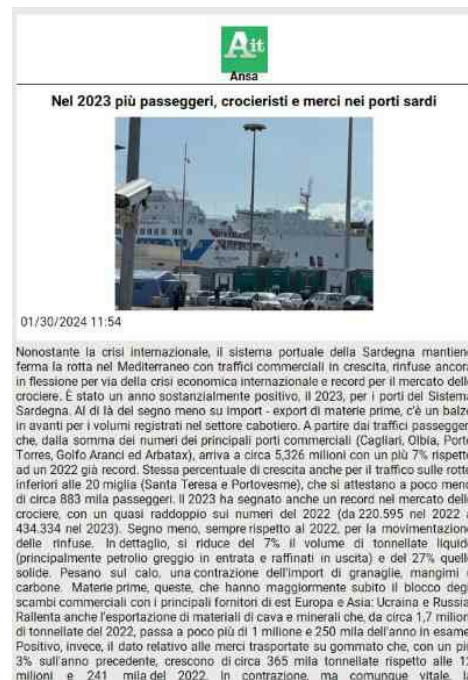 Ait
Ansa
Nel 2023 più passeggeri, crocieristi e merci nei porti sardi
01/30/2024 11:54
Nonostante la crisi internazionale, il sistema portuale della Sardegna mantiene
ferma la rotta nel Mediterraneo con traffici commerciali in crescita, rinfuse ancora
in flessione per via della crisi economica internazionale e record per il mercato delle
crociere. È stato un anno sostanzialmente positivo, il 2023, per i porti del Sistema
Sardegna. Al di là del segno meno su import - export di materie prime, c'è un balzo
in avanti per i volumi registrati nel settore cabotiero. A partire dai traffici passeggeri
che, dalla somma dei numeri dei principali porti commerciali (Cagliari, Olbia, Porto
Torres, Golfo Aranci ed Arbatax), arriva a circa 5,326 milioni con un più 7% rispetto
ad un 2022 già record. Stessa percentuale di crescita anche per il traffico sulle rotte
inferiori alle 20 miglia (Santa Teresa e Portovesme), che si attestano a poco meno
di circa 883 mila passeggeri. Il 2023 ha segnato anche un record nel mercato delle
crociere, con un quasi raddoppio sui numeri del 2022 (da 220.595 nel 2022 a
434.334 nel 2023). Segno meno, sempre rispetto al 2022, per la movimentazione
delle rinfuse. In dettaglio, si riduce del 7% il volume di tonnellate liquide
(principalmente petrolio greggio in entrata e raffinati in uscita) e del 27% quelle
solide. Pesano sul calo, una contrazione dell'import di granaglie, mangimi e
carbone. Materie prime, queste, che hanno maggiormente subito il blocco degli
scambi commerciali con i principali fornitori di est Europa e Asia: Ucraina e Russia.
Rallenta anche l'esportazione di materiali di cava e minerali che, da circa 1,7 milioni
di tonnellate del 2022, passa a poco più di 1 milione e 250 mila dell'anno in esame.
Positivo, invece, il dato relativo alle merci trasportate su gommato che, con un più
3% sull'anno precedente, crescono di circa 365 mila tonnellate rispetto alle 12
milioni e 241 mila del 2022. In contrazione, ma comunque vitale,